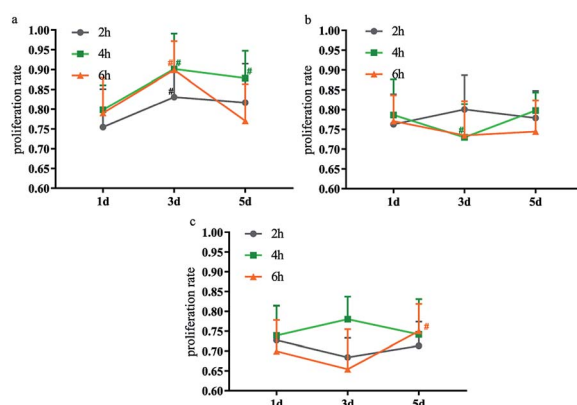 a
2h
4h
6h
proliferation rate
1.00
0.95
0.90
0.85
0.80
0.75
0.70
0.65
0.60
#
#
#
#
1d 3d 5d
b
2h
4h
6h
proliferation rate
1.00
0.95
0.90
0.85
0.80
0.75
0.70
0.65
0.60
#
1d 3d 5d
c
2h
4h
6h
proliferation rate
1.00
0.95
0.90
0.85
0.80
0.75
0.70
0.65
0.60
#
1d 3d 5d